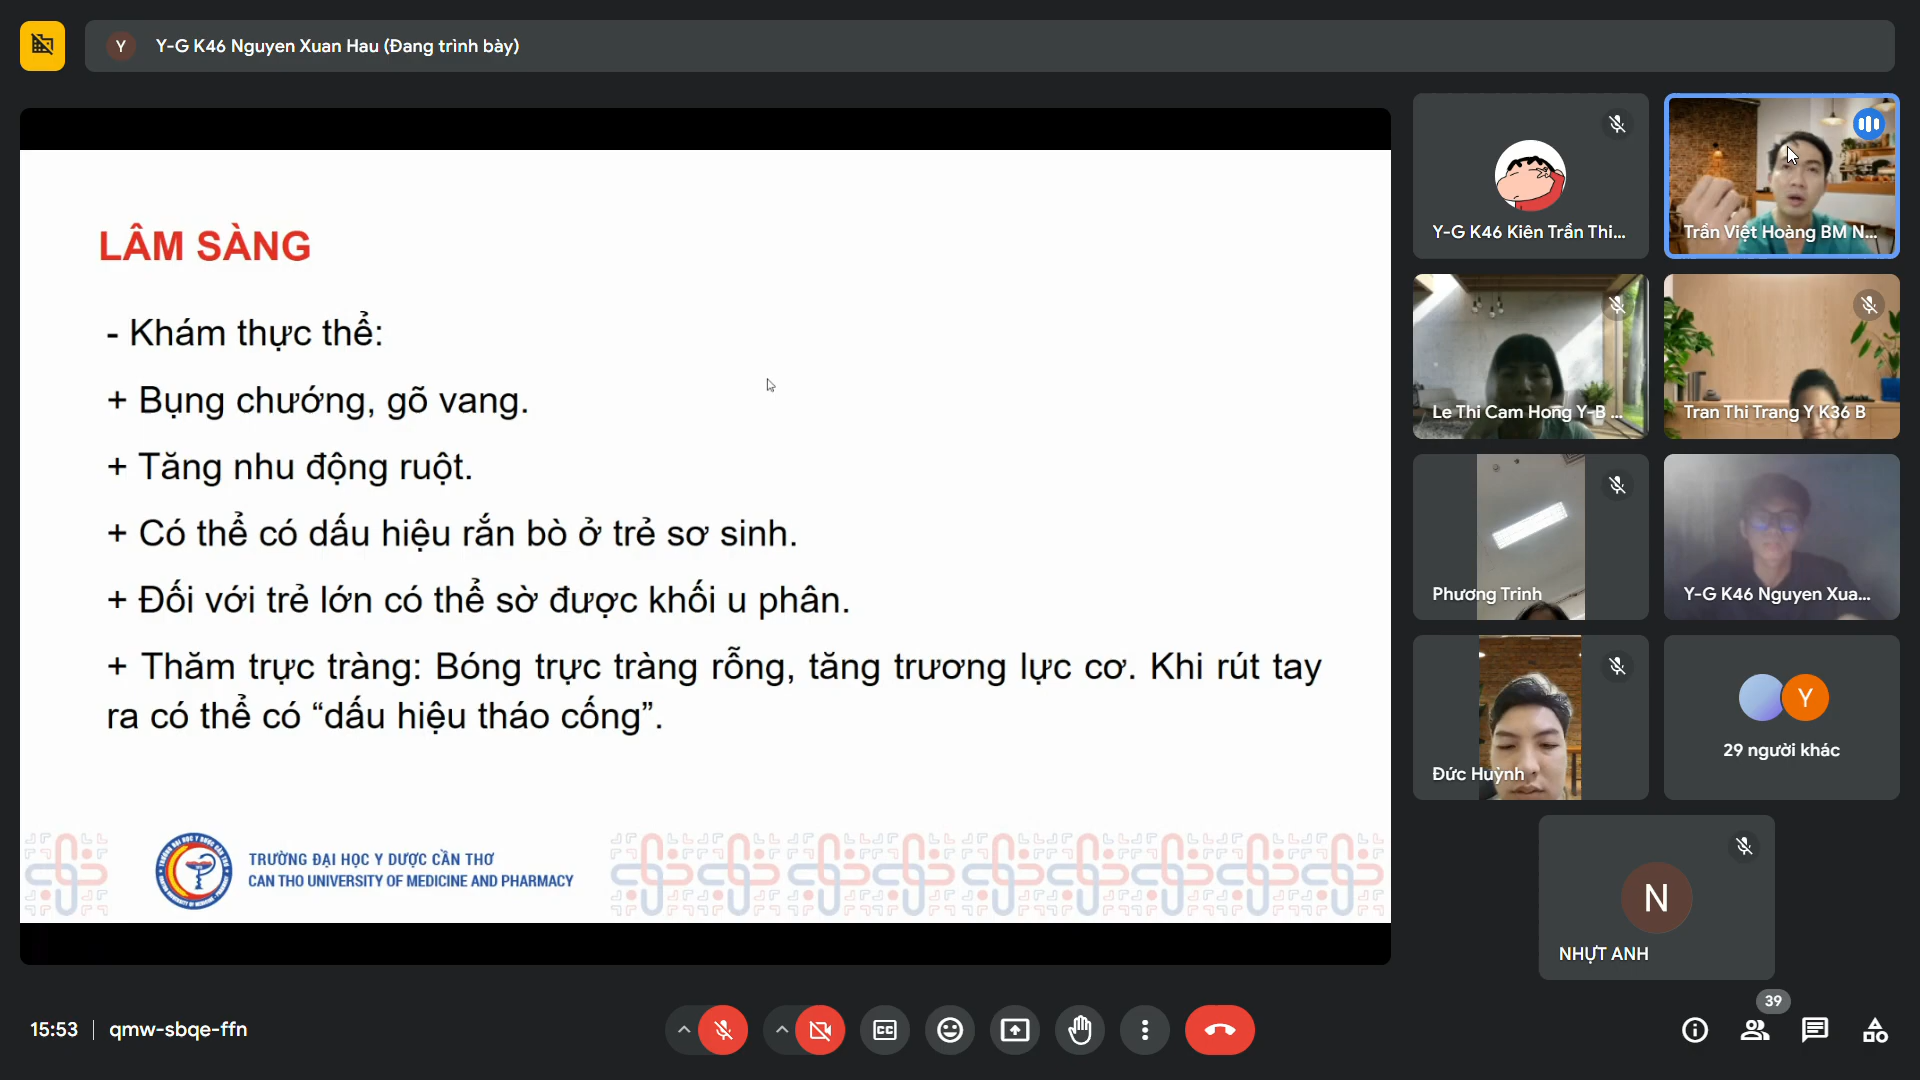 Y
Y-G K46 Nguyen Xuan Hau (Đang trình bày)
LÂM SÀNG
- Khám thực thể:
+ Bụng chướng, gõ vang.
+ Tăng nhu động ruột.
+ Có thể có dấu hiệu rắn bò ở trẻ sơ sinh.
+ Đối với trẻ lớn có thể sờ được khối u phân.
+ Thăm trực tràng: Bóng trực tràng rỗng, tăng trương lực cơ. Khi rút tay
ra có thể có “dấu hiệu tháo cống”.
TRƯỜNG ĐẠI HỌC Y DƯỢC CẦN THƠ
CAN THO UNIVERSITY OF MEDICINE AND PHARMACY
Y-G K46 Kiên Trần Thi...
Trần Việt Hoàng BM N...
Le Thi Cam Hong Y-B ...
Tran Thi Trang Y K36 B
Phương Trinh
Y-G K46 Nguyen Xua...
Đức Huỳnh
Y
29 người khác
N
NHỰT ANH
15:53
qmw-sbqe-ffn
CC
39